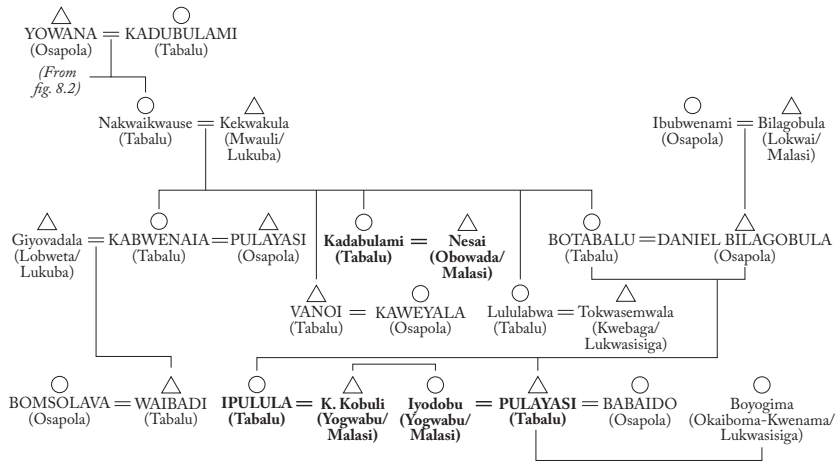 YOWANA = KADUBULAMI
(Osapola) (Tabalu)
(From
fig. 8.2)
Nakwaikwause = Kekwakula
(Tabalu) (Mwauli/
Lukuba)
Ibubwenami = Bilagobula
(Osapola) (Lokwai/
Malasi)
Giyovadala = KABWENAIA = PULAYASI
(Lobweta/ (Tabalu) (Osapola)
Lukuba)
Kadabulami = Nesai
(Tabalu) (Obowada/
Malasi)
BOTABALU = DANIEL BILAGOBULA
(Tabalu) (Osapola)
VANOI = KAWEYALA
(Tabalu) (Osapola)
Lululabwa = Tokwasemwala
(Tabalu) (Kwebaga/
Lukwasisiga)
BOMSOLAVA = WAIBADI
(Osapola) (Tabalu)
IPULULA = K. Kobuli
(Tabalu) (Yogwabu/
Malasi)
Iyodobu = PULAYASI = BABAIDO
(Yogwabu/ (Tabalu) (Osapola)
Malasi)
Boyogima
(Okaiboma-Kwenama/
Lukwasisiga)